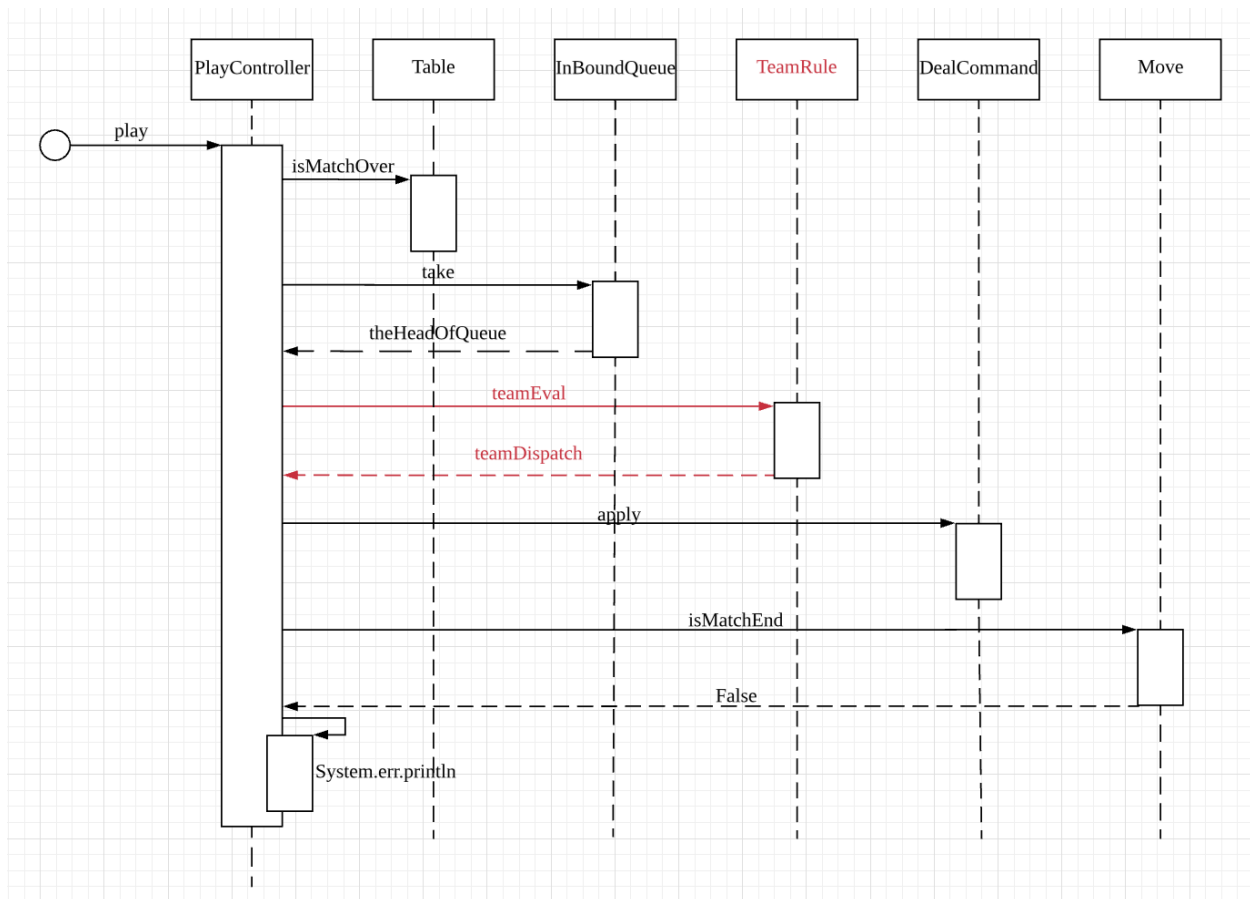 PlayController
Table
InBoundQueue
TeamRule
DealCommand
Move
play
isMatchOver
take
theHeadOfQueue
teamEval
teamDispatch
apply
isMatchEnd
False
System.err.println